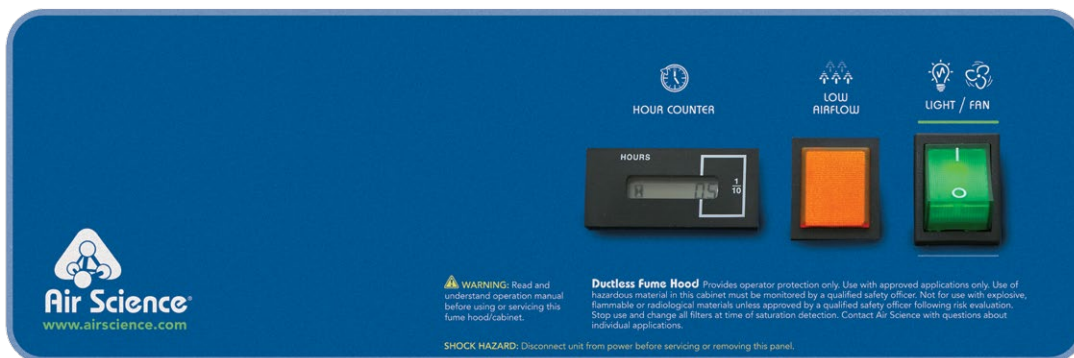 HOUR COUNTER
LOW
AIRFLOW
LIGHT / FAN
HOURS
1
10
A 05
I
O
Air Science®
www.airscience.com
WARNING: Read and
understand operation manual
before using or servicing this
fume hood/cabinet.
Ductless Fume Hood Provides operator protection only. Use with approved applications only. Use of
hazardous material in this cabinet must be monitored by a qualified safety officer. Not for use with explosive,
flammable or radiological materials unless approved by a qualified safety officer following risk evaluation.
Stop use and change all filters at time of saturation detection. Contact Air Science with questions about
individual applications.
SHOCK HAZARD: Disconnect unit from power before servicing or removing this panel.